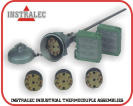 INSTRALEC
INSTRALEC INDUSTRIAL THERMOCOUPLE ASSEMBLIES